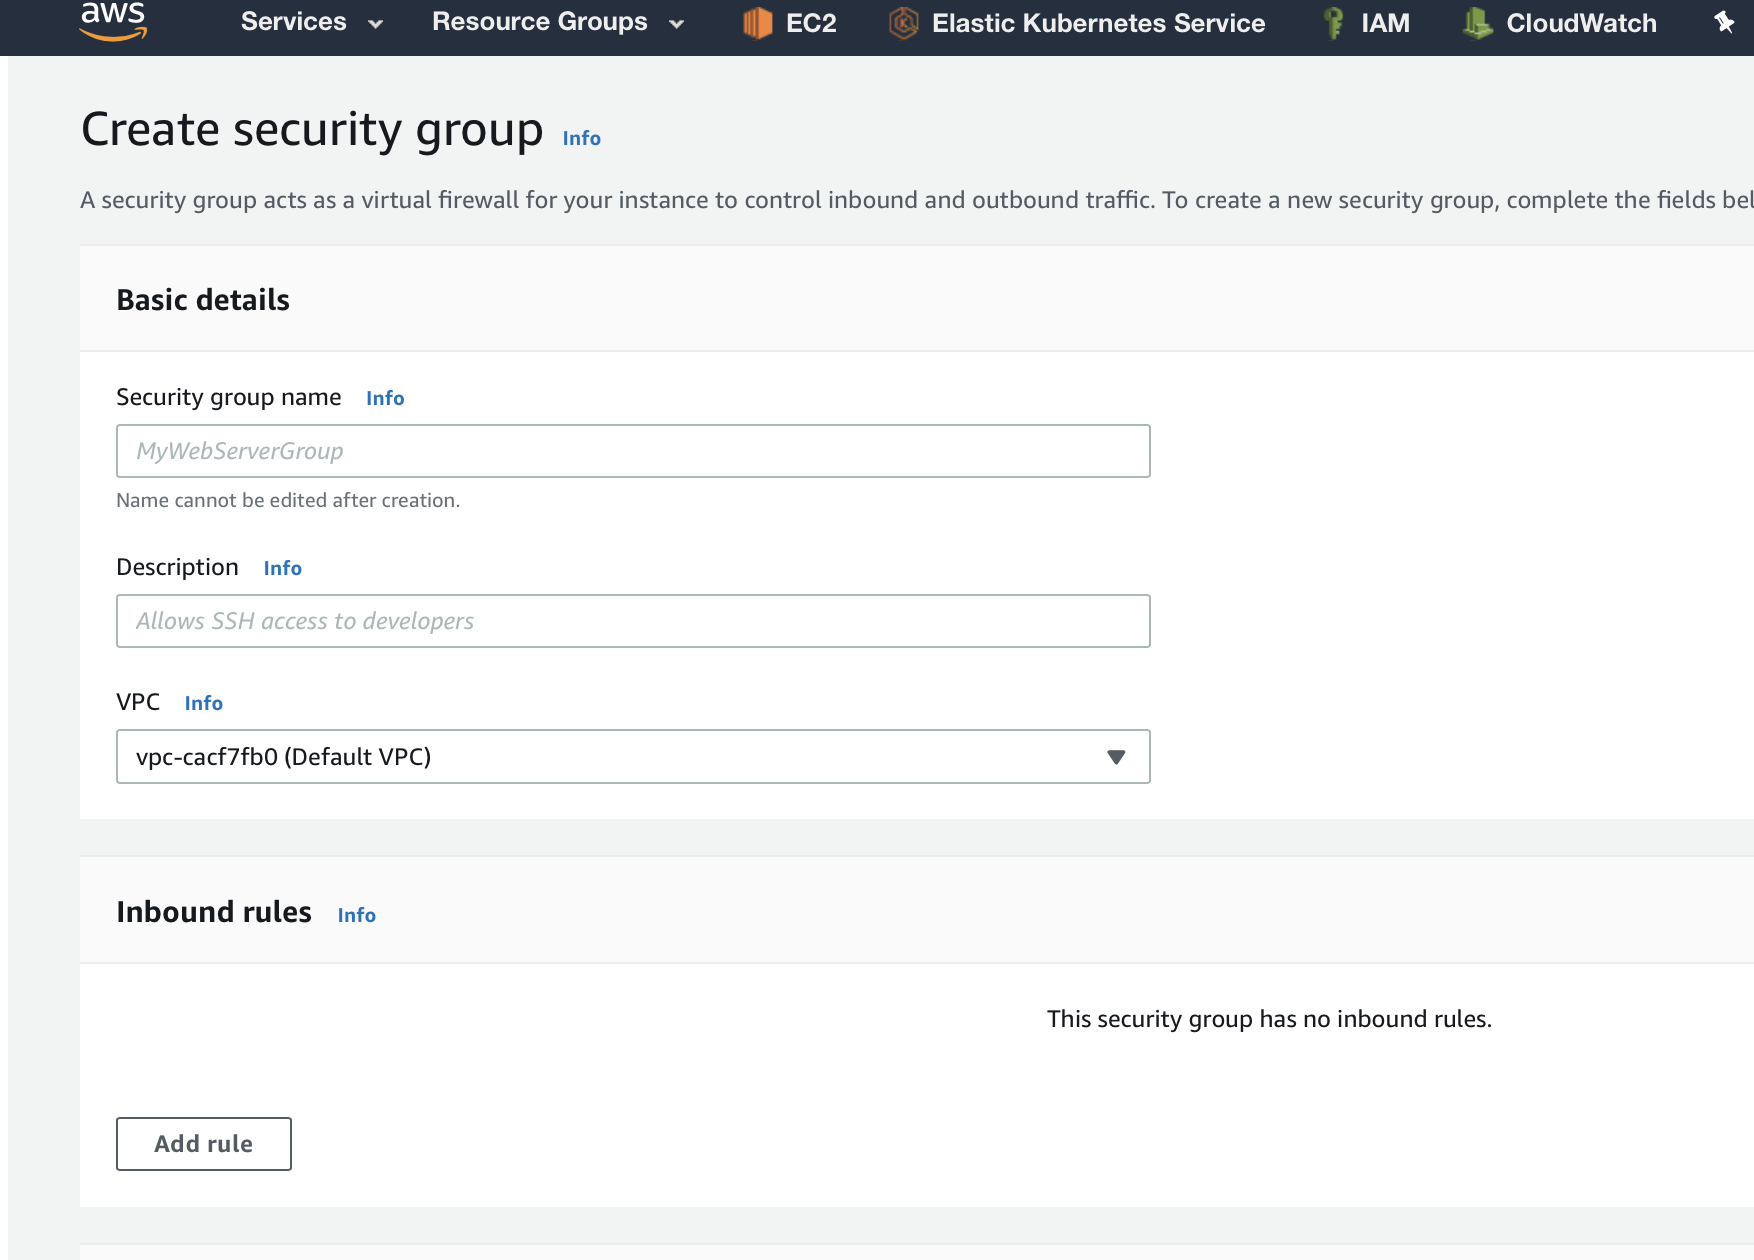 aws Services Resource Groups EC2 Elastic Kubernetes Service IAM CloudWatch
Create security group Info
A security group acts as a virtual firewall for your instance to control inbound and outbound traffic. To create a new security group, complete the fields bel
Basic details
Security group name Info
MyWebServerGroup
Name cannot be edited after creation.
Description Info
Allows SSH access to developers
VPC Info
vpc-cacf7fb0 (Default VPC)
Inbound rules Info
This security group has no inbound rules.
Add rule